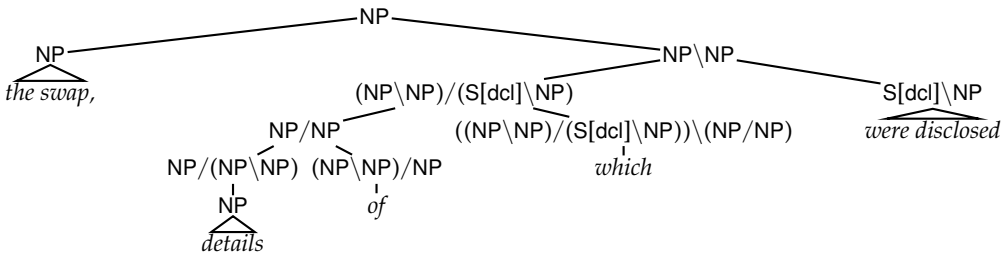 NP
NP NP\NP
the swap, (NP\NP)/(S[dcl]\NP) S[dcl]\NP
NP/NP ((NP\NP)/(S[dcl]\NP))\(NP/NP) were disclosed
NP/(NP\NP) (NP\NP)/NP which
NP of
details